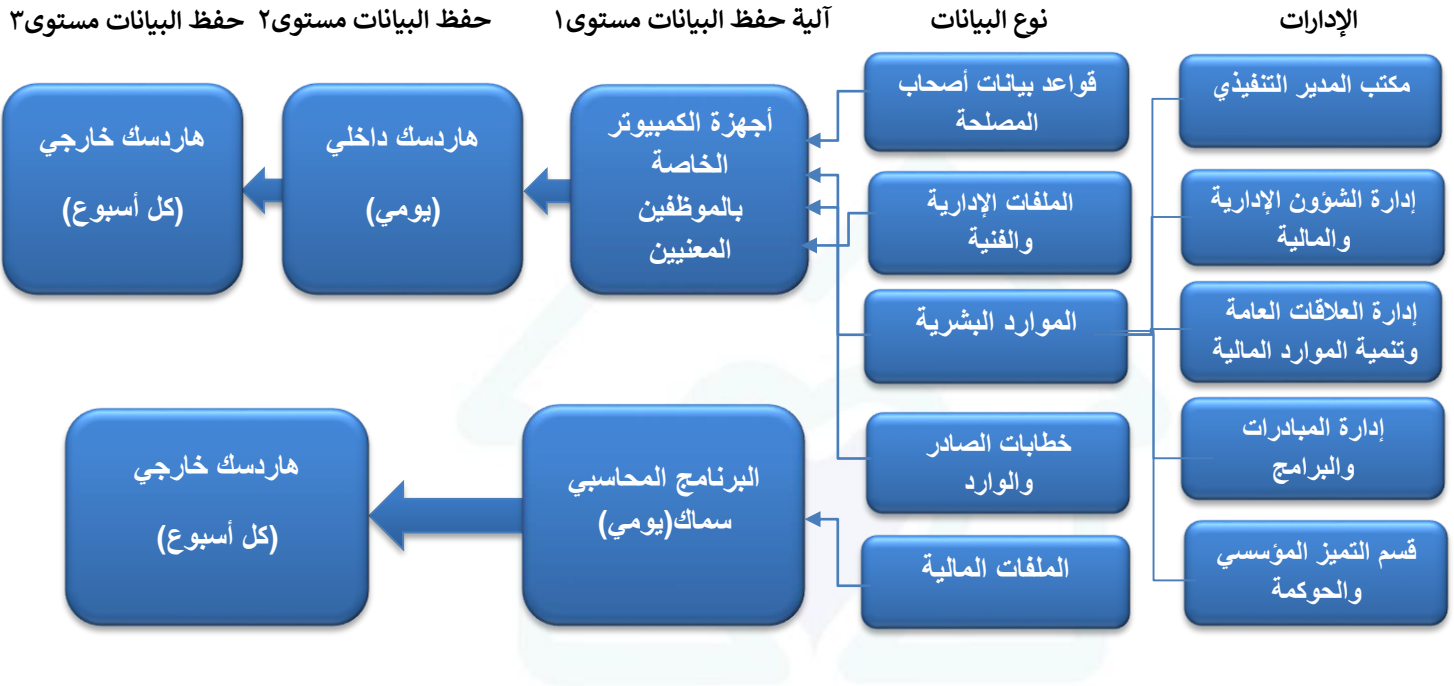 الإدارات
نوع البيانات
آلية حفظ البيانات مستوى١
حفظ البيانات مستوى٢
حفظ البيانات مستوى٣
مكتب المدير التنفيذي
إدارة الشؤون الإدارية
والمالية
إدارة العلاقات العامة
وتنمية الموارد المالية
إدارة المبادرات
والبرامج
قسم التميز المؤسسي
والحوكمة
قواعد بيانات أصحاب
المصلحة
الملفات الإدارية
والفنية
الموارد البشرية
خطابات الصادر
والوارد
الملفات المالية
أجهزة الكمبيوتر
الخاصة
بالموظفين
المعنيين
البرنامج المحاسبي
سماك(يومي)
هاردسك داخلي
(يومي)
هاردسك خارجي
(كل أسبوع)
هاردسك خارجي
(كل أسبوع)